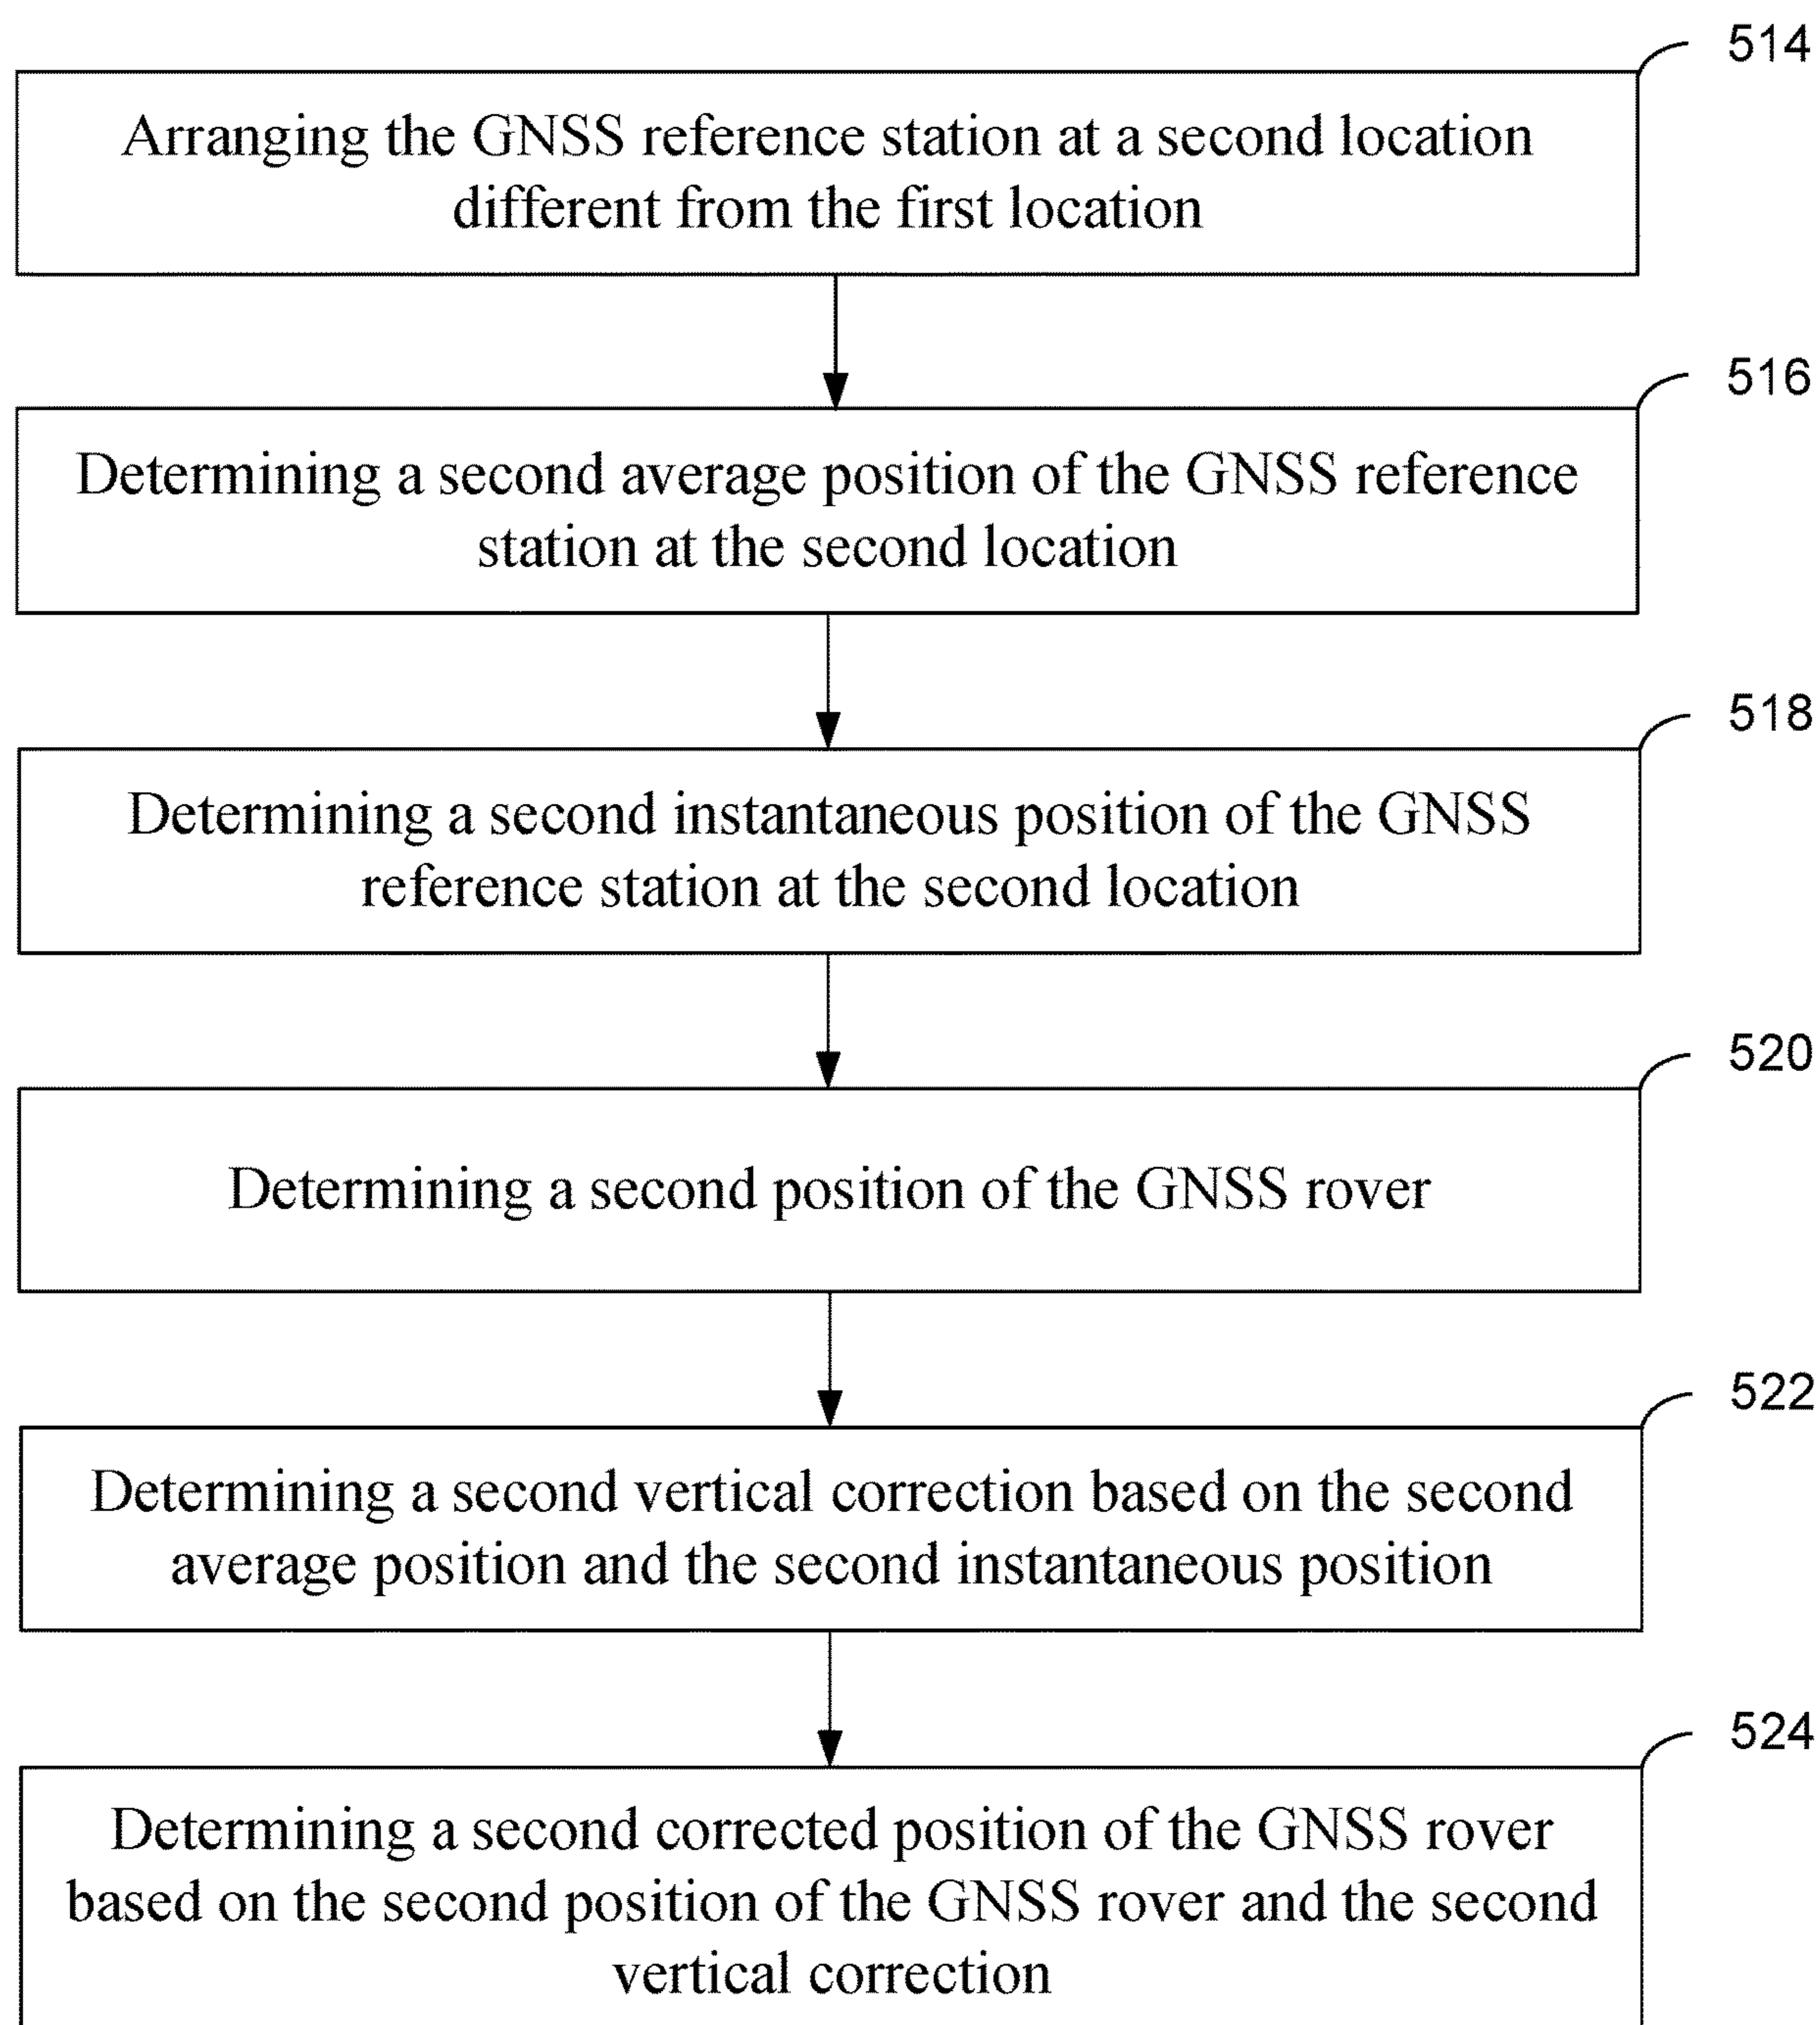 514
Arranging the GNSS reference station at a second location
different from the first location
516
Determining a second average position of the GNSS reference
station at the second location
518
Determining a second instantaneous position of the GNSS
reference station at the second location
520
Determining a second position of the GNSS rover
522
Determining a second vertical correction based on the second
average position and the second instantaneous position
524
Determining a second corrected position of the GNSS rover
based on the second position of the GNSS rover and the second
vertical correction